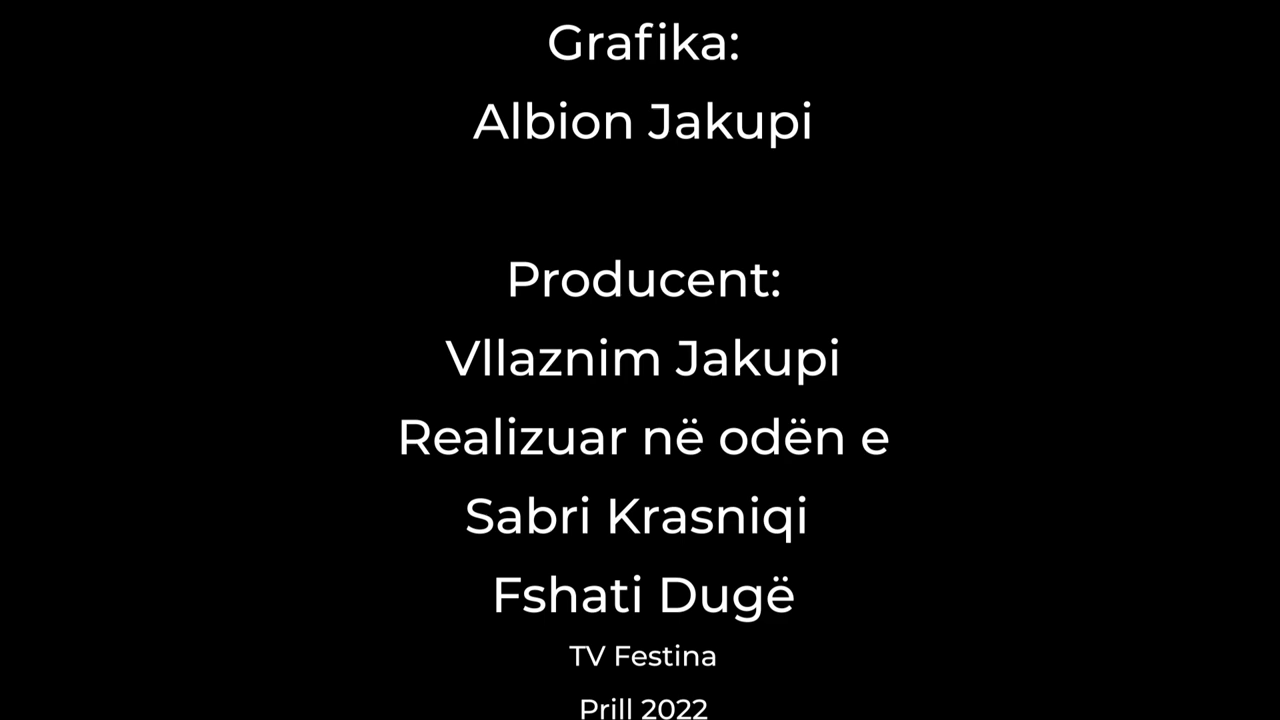 Grafika:
Albion Jakupi
Producent:
Vllaznim Jakupi
Realizuar në odën e
Sabri Krasniqi
Fshati Dugë
TV Festina
Prill 2022